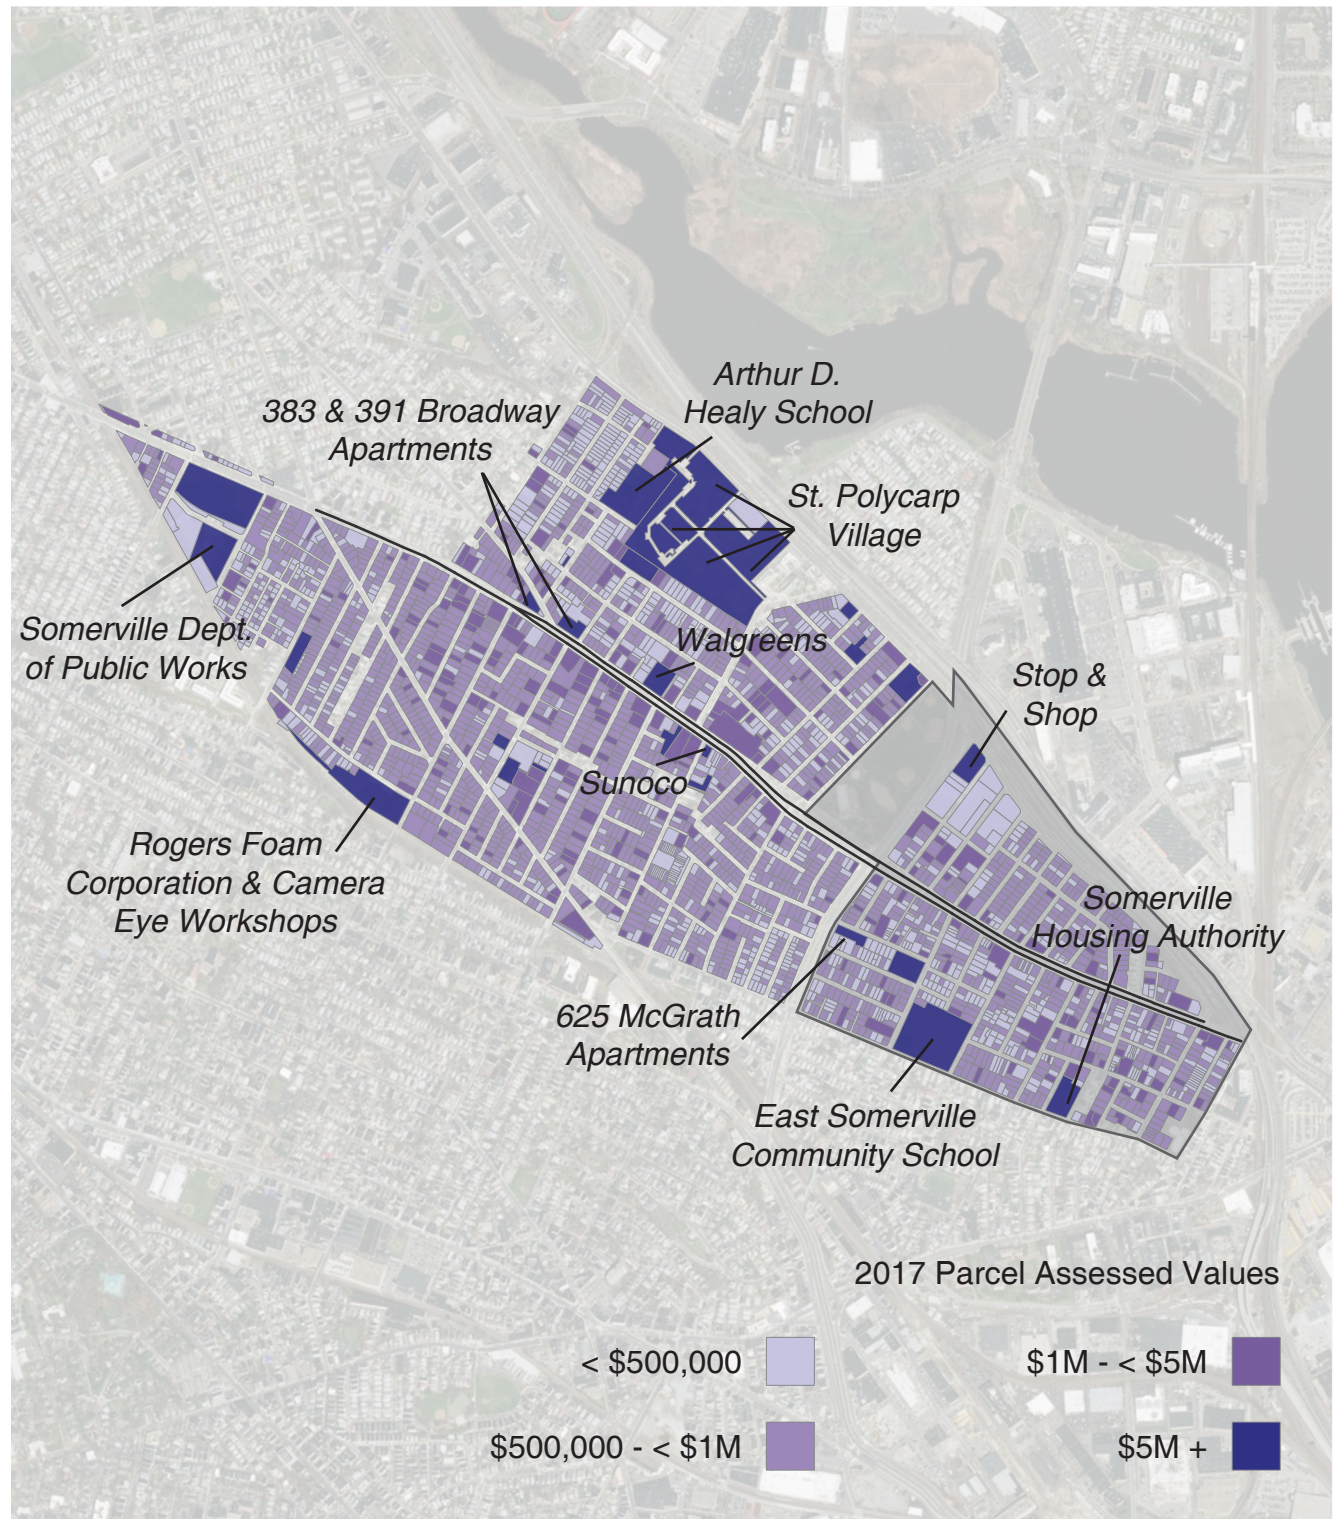 Arthur D.
Healy School
383 & 391 Broadway
Apartments
St. Polycarp
Village
Somerville Dept.
of Public Works
Walgreens
Stop &
Shop
Sunoco
Rogers Foam
Corporation & Camera
Eye Workshops
Somerville
Housing Authority
625 McGrath
Apartments
East Somerville
Community School
2017 Parcel Assessed Values
< $500,000
$1M - < $5M
$500,000 - < $1M
$5M +